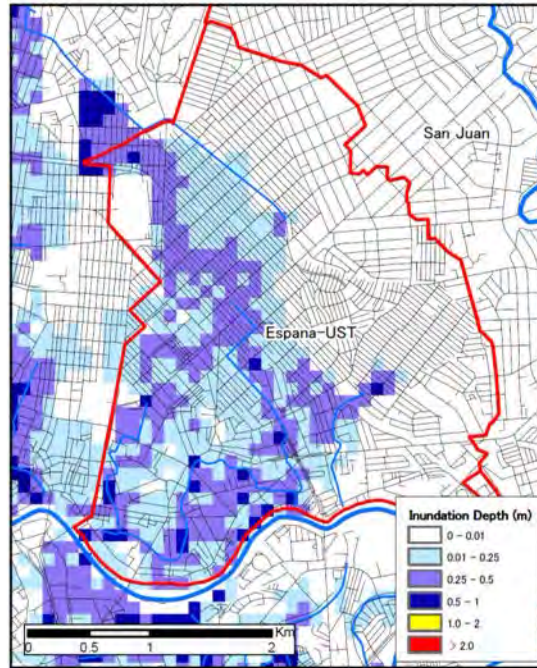 San Juan
Espana-UST
Inundation Depth (m)
0 - 0.01
0.01 - 0.25
0.25 - 0.5
0.5 - 1
1.0 - 2
> 2.0
Km
0 0.5 1 2